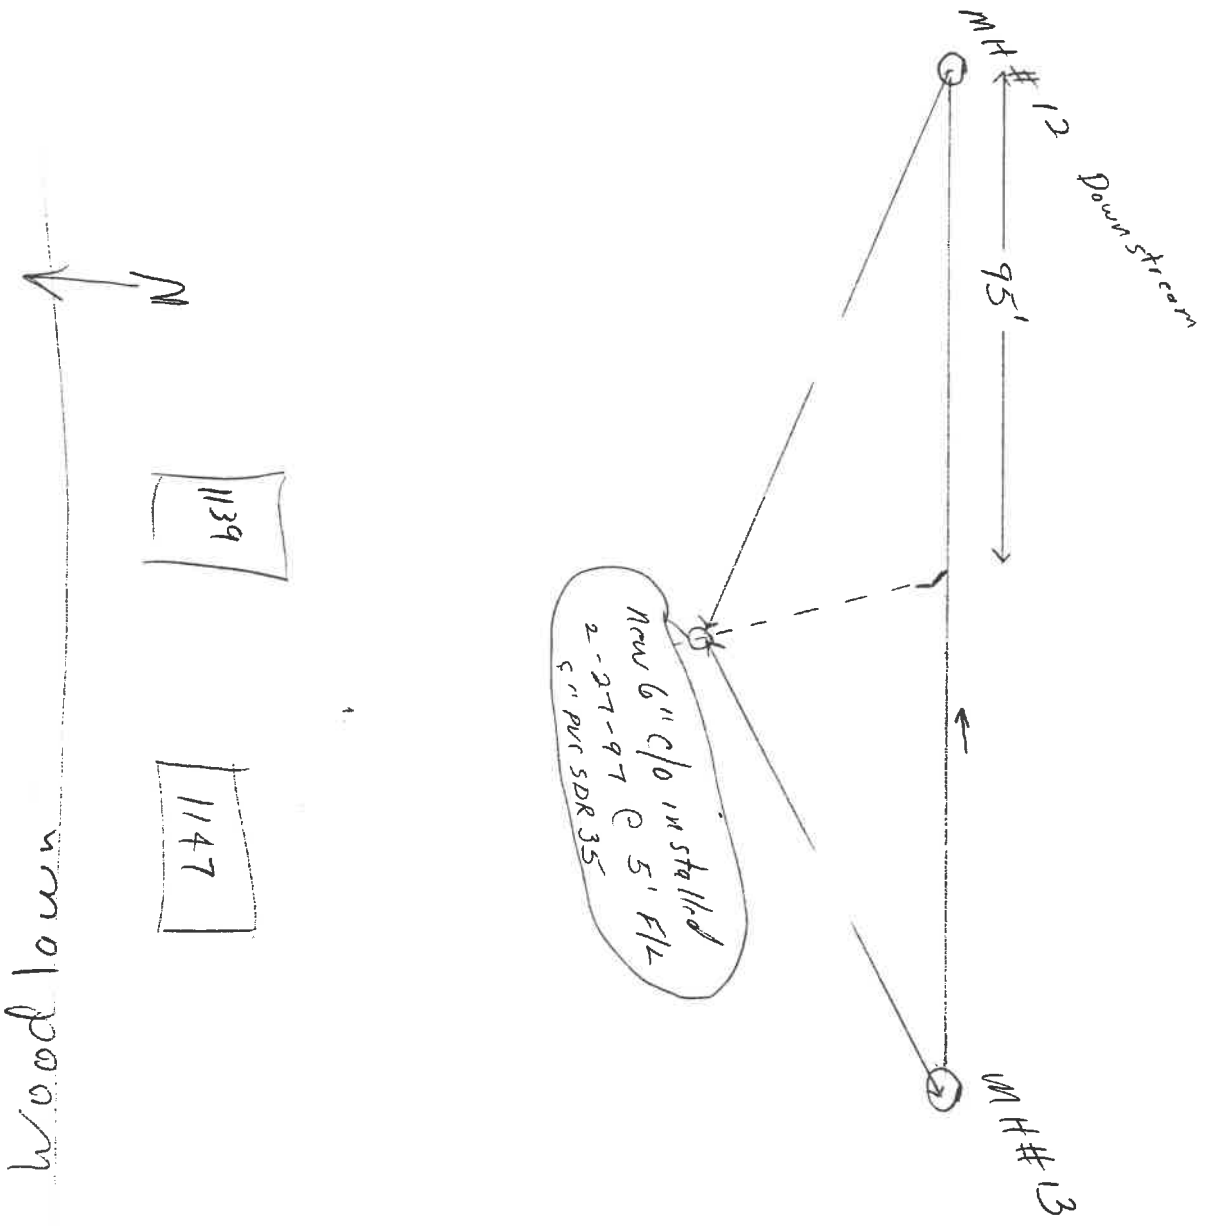 MH# 12 Downstream
95'
N
1139
new 6" c/o installed
2-27-97 @ 5' F/L
PVC SDR 35
1147
MH#13
Woodlawn